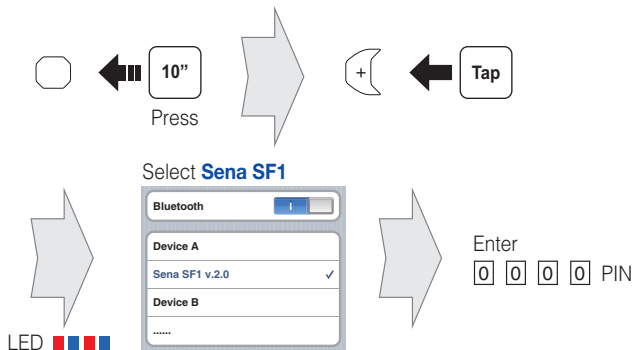 10”
Press
+
Tap
Select Sena SF1
Bluetooth I
Device A
Sena SF1 v.2.0 ✓
Device B
......
LED
Enter
0 0 0 0 PIN